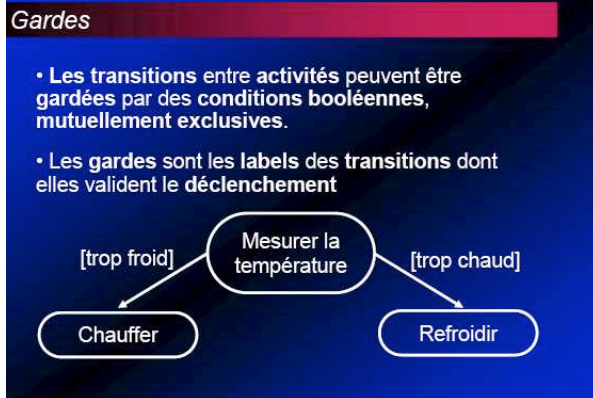 Gardes
• Les transitions entre activités peuvent être
gardées par des conditions booléennes,
mutuellement exclusives.
• Les gardes sont les labels des transitions dont
elles valident le déclenchement
Mesurer la
température
[trop froid]
[trop chaud]
Chauffer
Refroidir